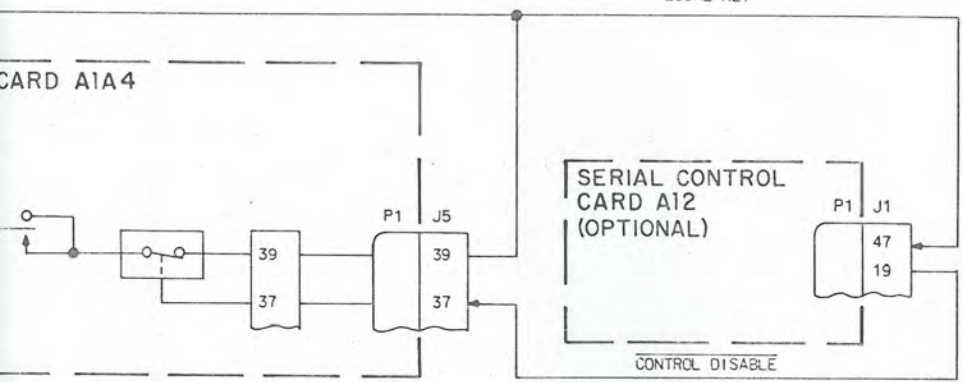 CARD A1A4
SERIAL CONTROL
CARD A12
(OPTIONAL)
P1 J5
P1 J1
47
19
39
39
37
37
CONTROL DISABLE